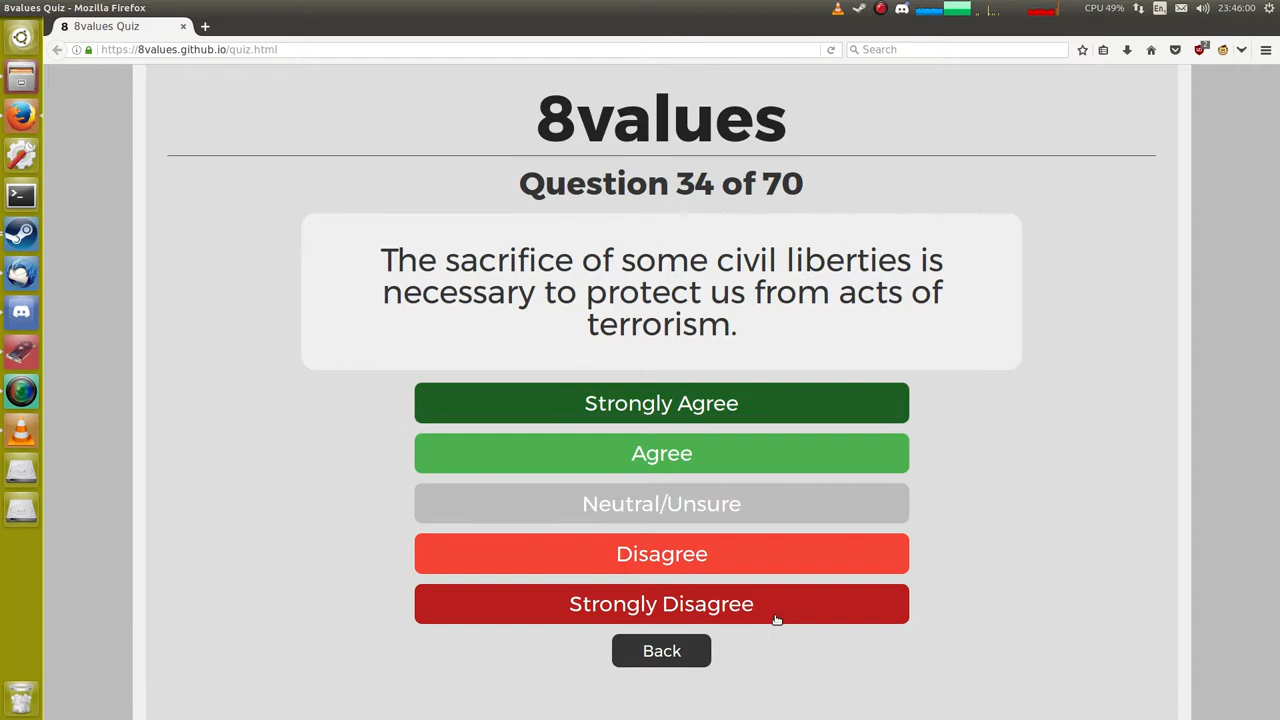 8values Quiz - Mozilla Firefox
CPU 49%
En
23:46:00
8 8values Quiz
https://8values.github.io/quiz.html
Search
2
8values
Question 34 of 70
The sacrifice of some civil liberties is
necessary to protect us from acts of
terrorism.
Strongly Agree
Agree
Neutral/Unsure
Disagree
Strongly Disagree
Back